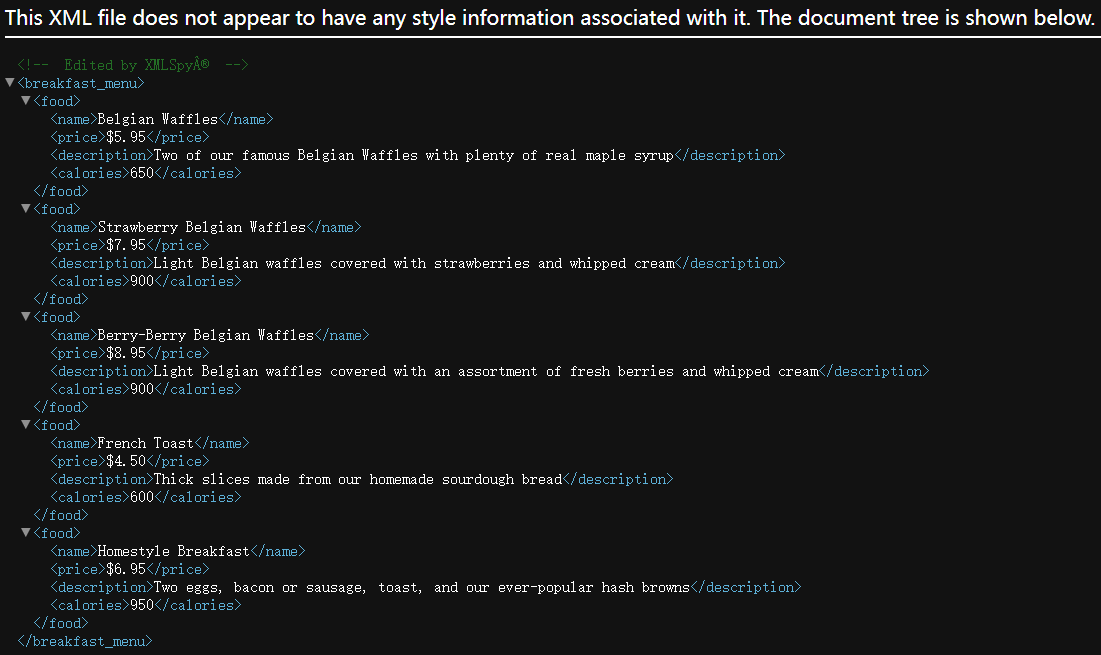 This XML file does not appear to have any style information associated with it. The document tree is shown below.
<!--  Edited by XMLSpyÂ®  -->
▼<breakfast_menu>
▼<food>
<name>Belgian Waffles</name>
<price>$5.95</price>
<description>Two of our famous Belgian Waffles with plenty of real maple syrup</description>
<calories>650</calories>
</food>
▼<food>
<name>Strawberry Belgian Waffles</name>
<price>$7.95</price>
<description>Light Belgian waffles covered with strawberries and whipped cream</description>
<calories>900</calories>
</food>
▼<food>
<name>Berry-Berry Belgian Waffles</name>
<price>$8.95</price>
<description>Light Belgian waffles covered with an assortment of fresh berries and whipped cream</description>
<calories>900</calories>
</food>
▼<food>
<name>French Toast</name>
<price>$4.50</price>
<description>Thick slices made from our homemade sourdough bread</description>
<calories>600</calories>
</food>
▼<food>
<name>Homestyle Breakfast</name>
<price>$6.95</price>
<description>Two eggs, bacon or sausage, toast, and our ever-popular hash browns</description>
<calories>950</calories>
</food>
</breakfast_menu>